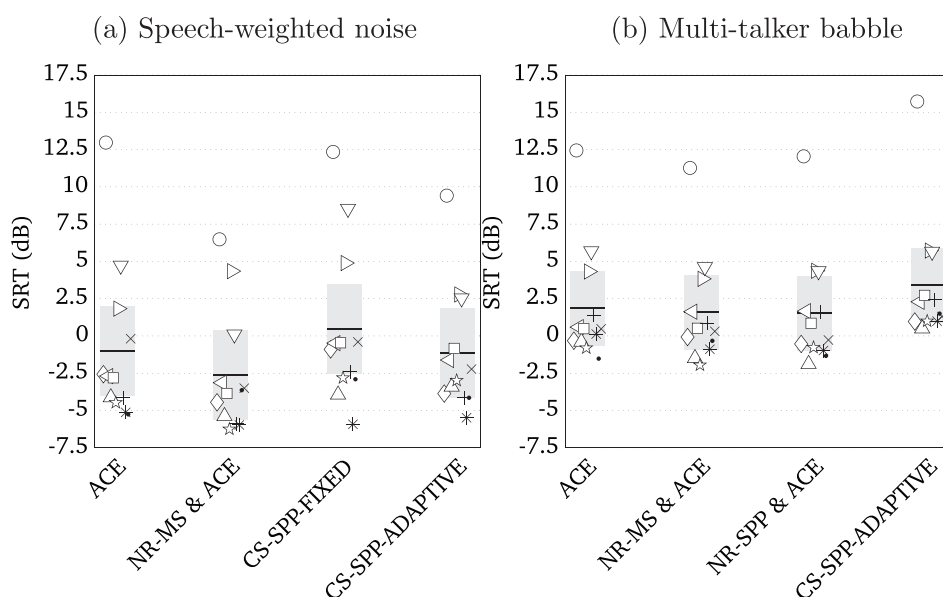 (a) Speech-weighted noise
17.5
15
12.5
10
7.5
5
2.5
0
-2.5
-5
-7.5
SRT (dB)
ACE
NR-MS & ACE
CS-SPP-FIXED
CS-SPP-ADAPTIVE
(b) Multi-talker babble
17.5
15
12.5
10
7.5
5
2.5
0
-2.5
-5
-7.5
SRT (dB)
ACE
NR-MS & ACE
NR-SPP & ACE
CS-SPP-ADAPTIVE